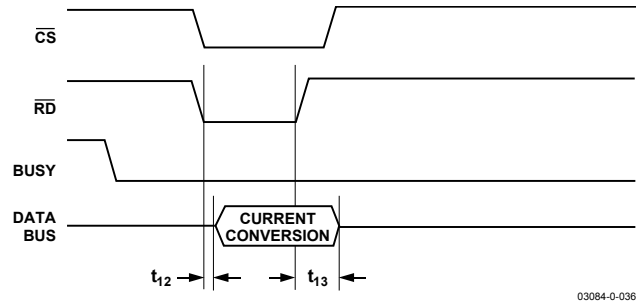 CS
RD
BUSY
DATA
BUS
CURRENT
CONVERSION
t12
t13
03084-0-036